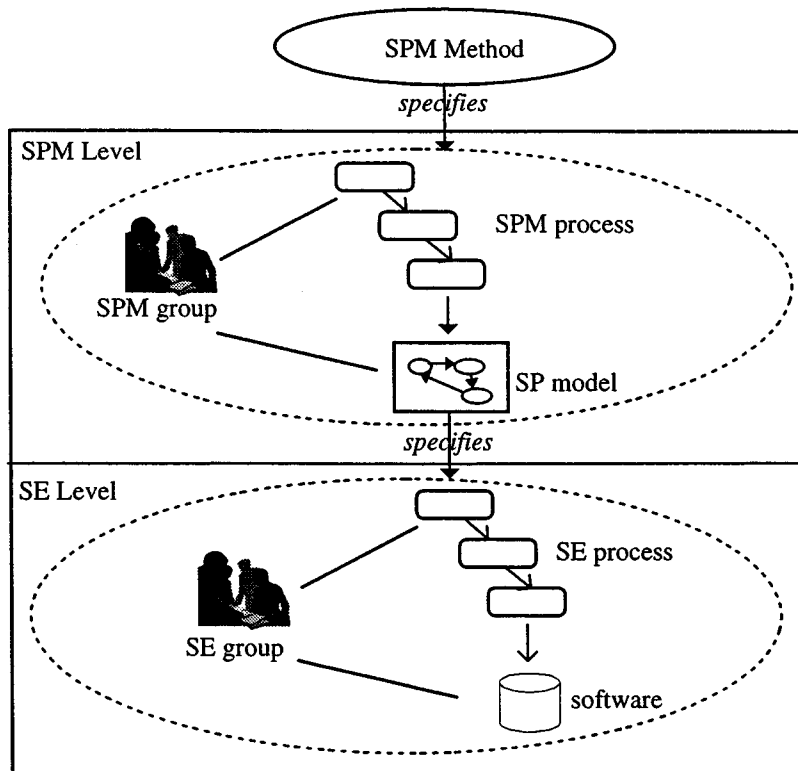 SPM Method
specifies
SPM Level
SPM process
SPM group
SP model
specifies
SE Level
SE process
SE group
software